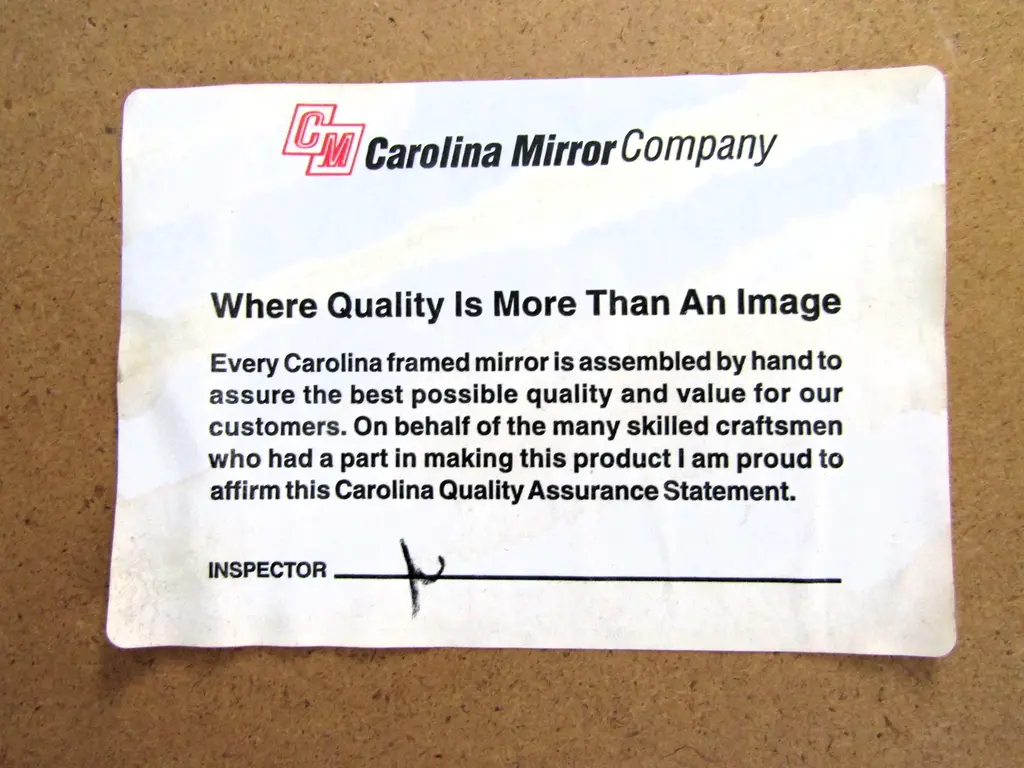 CM Carolina Mirror Company
Where Quality Is More Than An Image
Every Carolina framed mirror is assembled by hand to
assure the best possible quality and value for our
customers. On behalf of the many skilled craftsmen
who had a part in making this product I am proud to
affirm this Carolina Quality Assurance Statement.
INSPECTOR